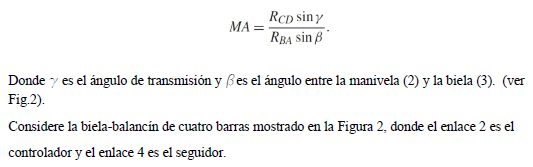 MA = \frac{R_{CD} \sin \gamma}{R_{BA} \sin \beta}.
Donde γ es el ángulo de transmisión y β es el ángulo entre la manivela (2) y la biela (3). (ver
Fig.2).
Considere la biela-balancín de cuatro barras mostrado en la Figura 2, donde el enlace 2 es el
controlador y el enlace 4 es el seguidor.